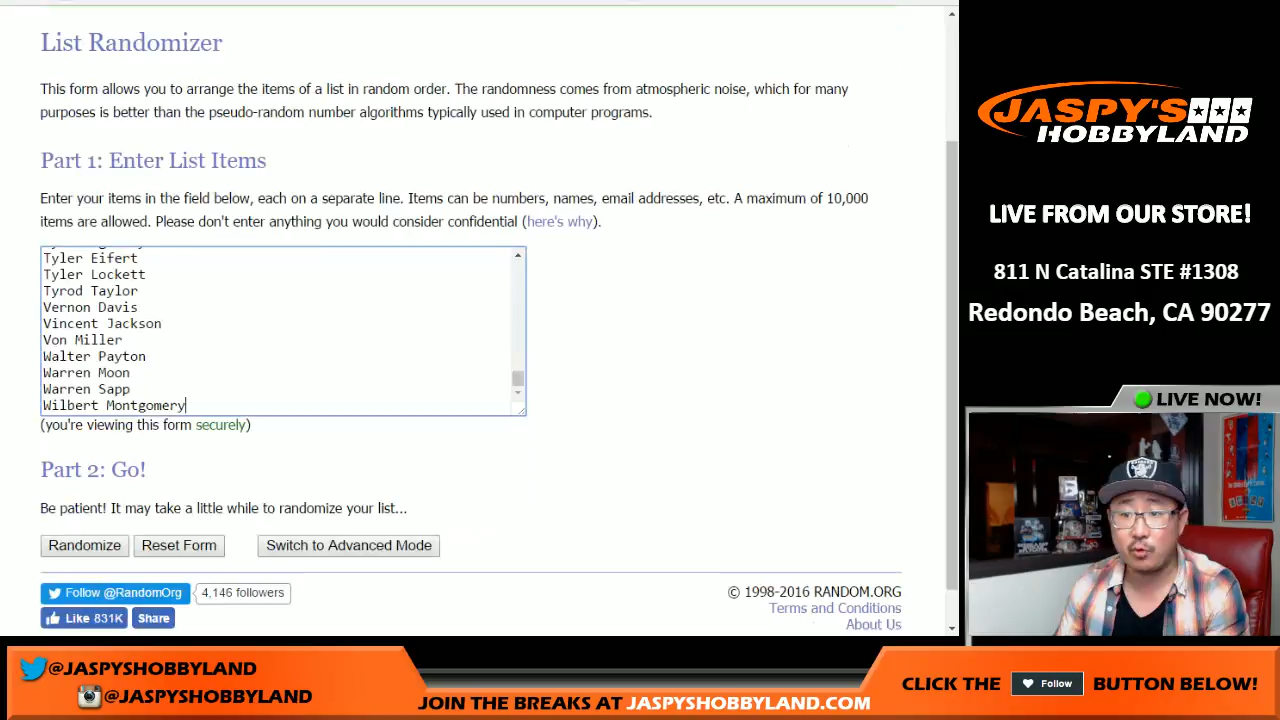 List Randomizer
This form allows you to arrange the items of a list in random order. The randomness comes from atmospheric noise, which for many
purposes is better than the pseudo-random number algorithms typically used in computer programs.
Part 1: Enter List Items
Enter your items in the field below, each on a separate line. Items can be numbers, names, email addresses, etc. A maximum of 10,000
items are allowed. Please don't enter anything you would consider confidential (here's why).
Tyler Eifert
Tyler Lockett
Tyrod Taylor
Vernon Davis
Vincent Jackson
Von Miller
Walter Payton
Warren Moon
Warren Sapp
Wilbert Montgomery
(you're viewing this form securely)
Part 2: Go!
Be patient! It may take a little while to randomize your list...
Randomize Reset Form Switch to Advanced Mode
Follow @RandomOrg 4,146 followers
Like 831K Share
© 1998-2016 RANDOM.ORG
Terms and Conditions
About Us
JASPY'S
HOBBYLAND
LIVE FROM OUR STORE!
811 N Catalina STE #1308
Redondo Beach, CA 90277
LIVE NOW!
@JASPYSHOBBYLAND
@JASPYSHOBBYLAND
JOIN THE BREAKS AT JASPYSHOBBYLAND.COM
CLICK THE Follow BUTTON BELOW!